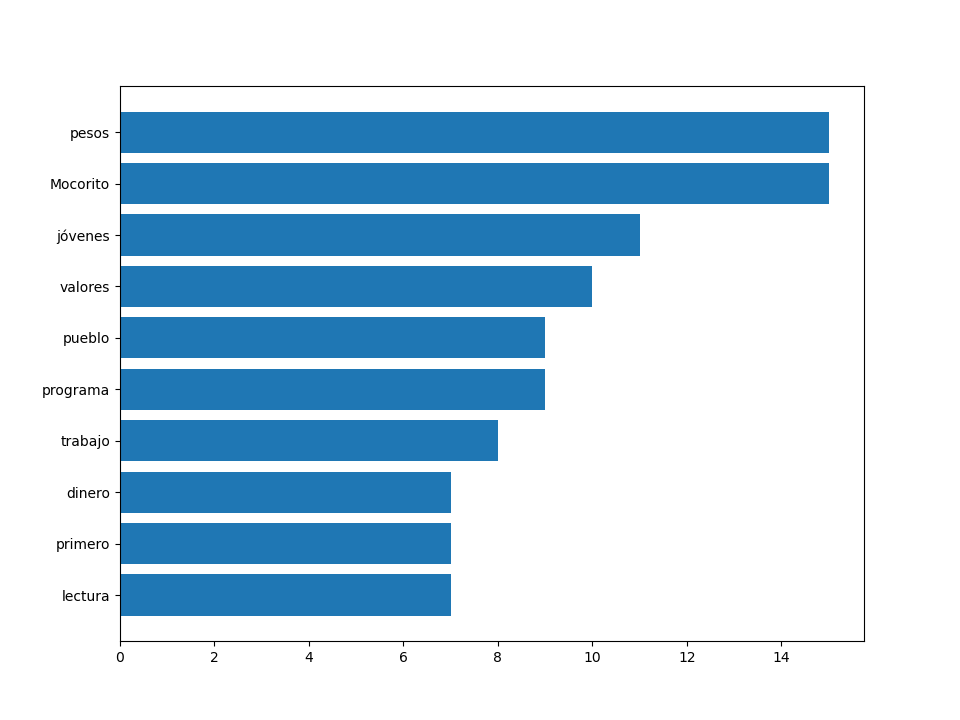 pesos
Mocorito
jóvenes
valores
pueblo
programa
trabajo
dinero
primero
lectura
0 2 4 6 8 10 12 14